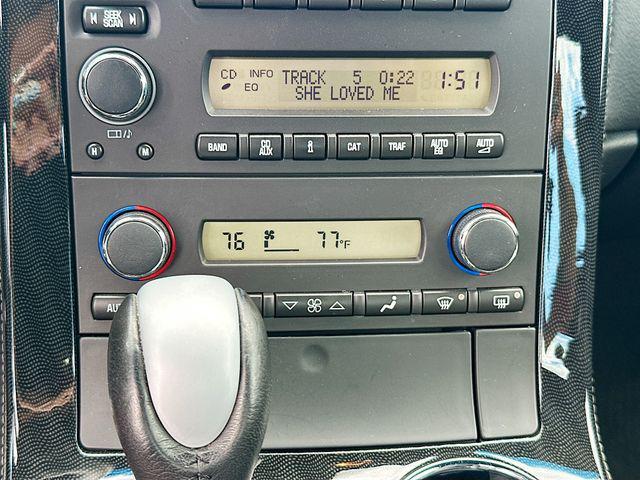 SEEK
SCAN
CD INFO TRACK 5 0:22 1:51
EQ SHE LOVED ME
H M
BAND CD AUX i CAT TRAF AUTO EQ AUTO
76 77°F